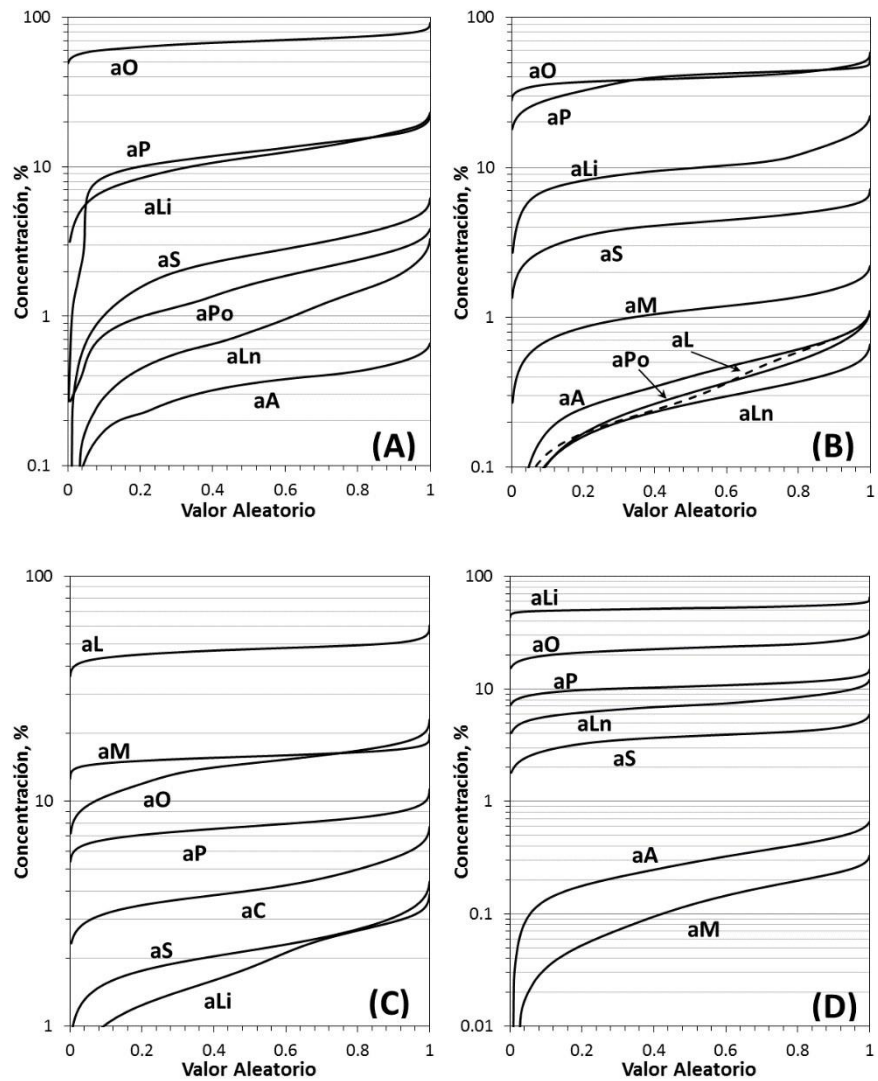 100
aO
10
aP
aLi
aS
1
aPo
aLn
aA
0.1
(A)
0
0.2
0.4
0.6
0.8
1
Valor Aleatorio
Concentración, %
100
aO
aP
10
aLi
aS
aM
1
aL
aPo
aA
aLn
0.1
(B)
0
0.2
0.4
0.6
0.8
1
Valor Aleatorio
Concentración, %
100
aL
aM
aO
10
aP
aC
aS
aLi
1
(C)
0
0.2
0.4
0.6
0.8
1
Valor Aleatorio
Concentración, %
100
aLi
aO
aP
10
aLn
aS
1
aA
0.1
aM
0.01
(D)
0
0.2
0.4
0.6
0.8
1
Valor Aleatorio
Concentración, %